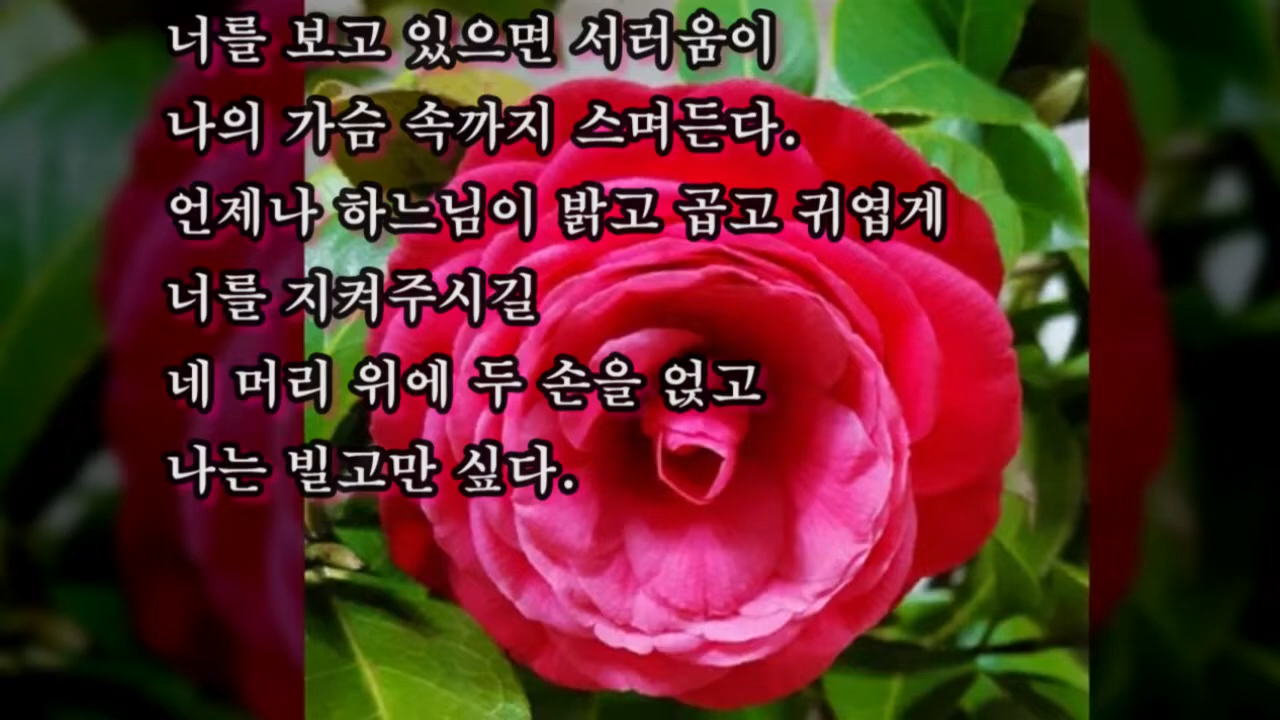 너를 보고 있으면 서러움이
나의 가슴 속까지 스며든다.
언제나 하느님이 밝고 곱고 귀엽게
너를 지켜주시길
네 머리 위에 두 손을 얹고
나는 빌고만 싶다.